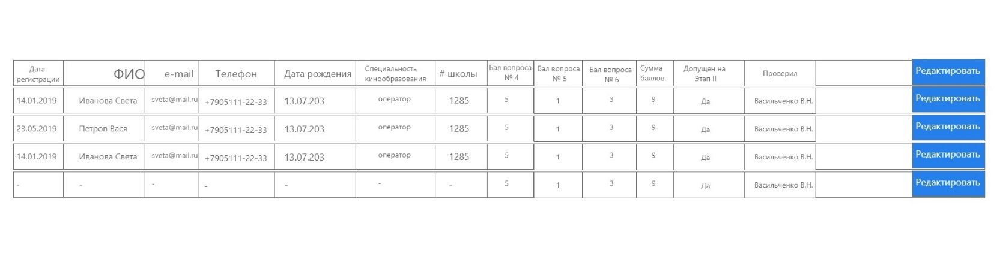 Дата регистрации ФИО e-mail Телефон Дата рождения Специальность кинообразования # школы Бал вопроса № 4 Бал вопроса № 5 Бал вопроса № 6 Сумма баллов Допущен на Этап II Проверил Редактировать
14.01.2019 Иванова Света sveta@mail.ru +7905111-22-33 13.07.203 оператор 1285 5 1 3 9 Да Васильченко В.Н. Редактировать
23.05.2019 Петров Вася sveta@mail.ru +7905111-22-33 13.07.203 оператор 1285 5 1 3 9 Да Васильченко В.Н. Редактировать
14.01.2019 Иванова Света sveta@mail.ru +7905111-22-33 13.07.203 оператор 1285 5 1 3 9 Да Васильченко В.Н. Редактировать
- - - - - - - 5 1 3 9 Да Васильченко В.Н. Редактировать